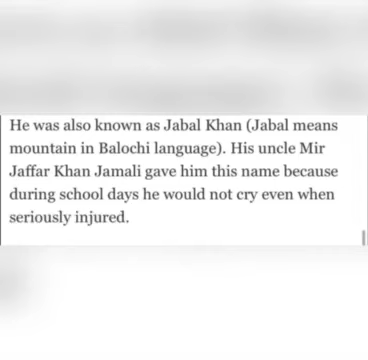 He was also known as Jabal Khan (Jabal means
mountain in Balochi language). His uncle Mir
Jaffar Khan Jamali gave him this name because
during school days he would not cry even when
seriously injured.